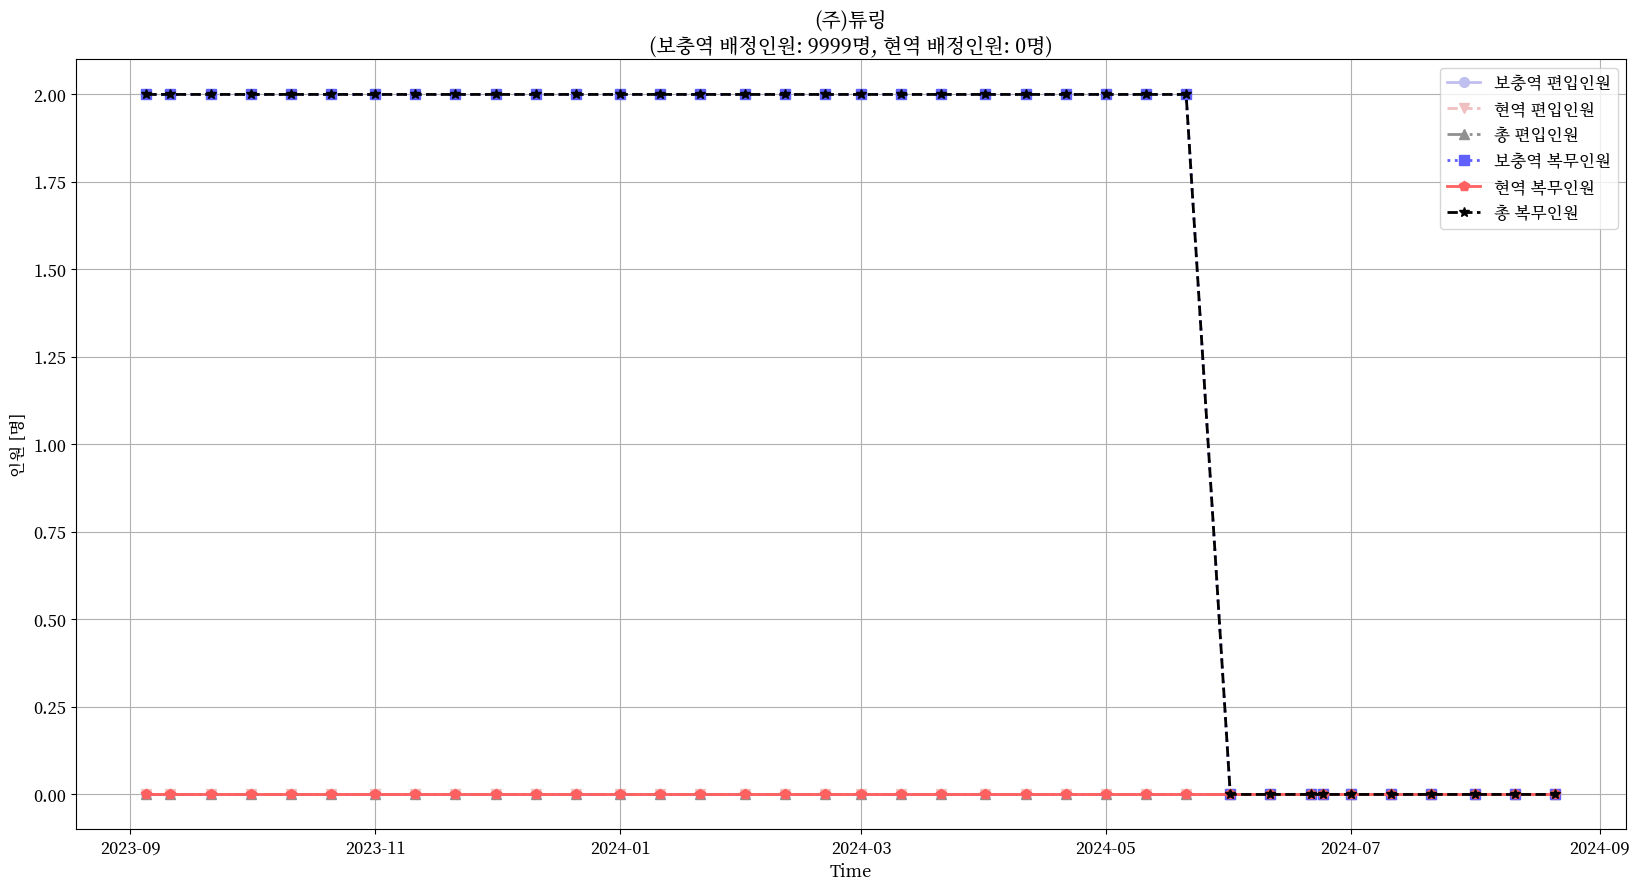 (주)튜링
(보충역 배정인원: 9999명, 현역 배정인원: 0명)
보충역 편입인원
현역 편입인원
총 편입인원
보충역 복무인원
현역 복무인원
총 복무인원
인원 [명]
2.00
1.75
1.50
1.25
1.00
0.75
0.50
0.25
0.00
2023-09
2023-11
2024-01
2024-03
2024-05
2024-07
2024-09
Time